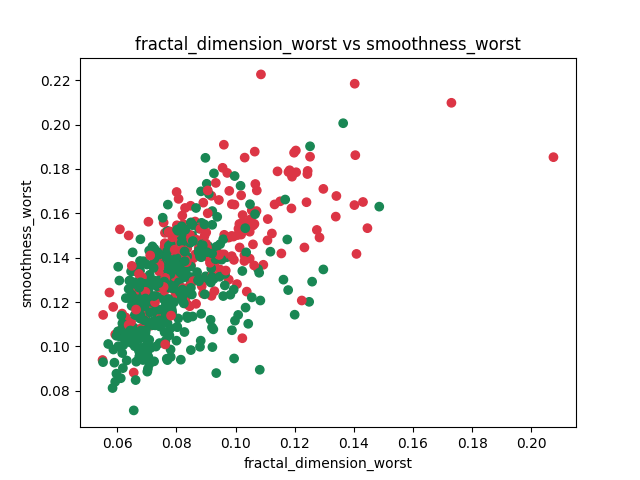 fractal_dimension_worst vs smoothness_worst
0.22
0.20
0.18
0.16
0.14
0.12
0.10
0.08
smoothness_worst
0.06 0.08 0.10 0.12 0.14 0.16 0.18 0.20
fractal_dimension_worst